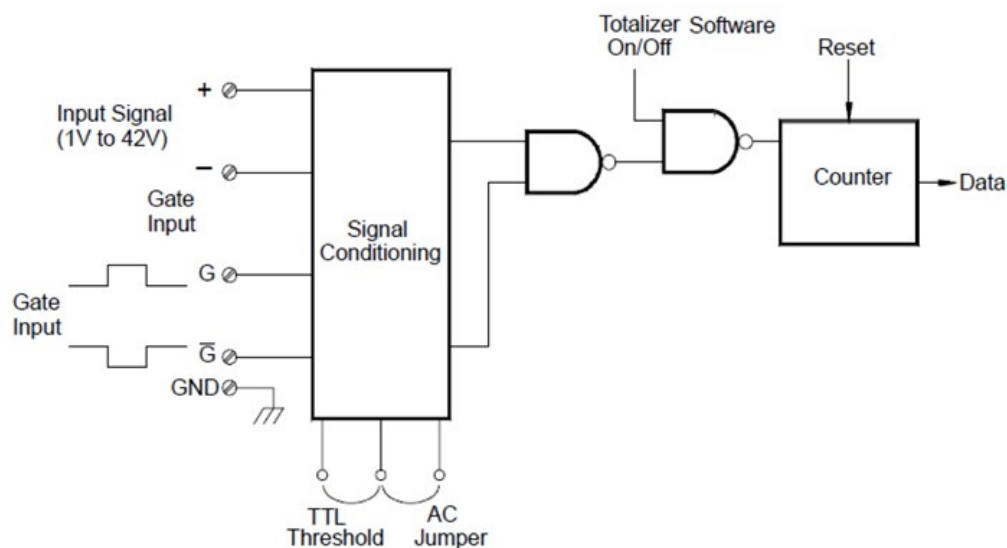 Totalizer Software
On/Off
Reset
+
Input Signal
(1V to 42V)
−
Gate
Input
Signal
Conditioning
Counter
Data
G
Gate
Input
G̅
GND
TTL
Threshold
AC
Jumper